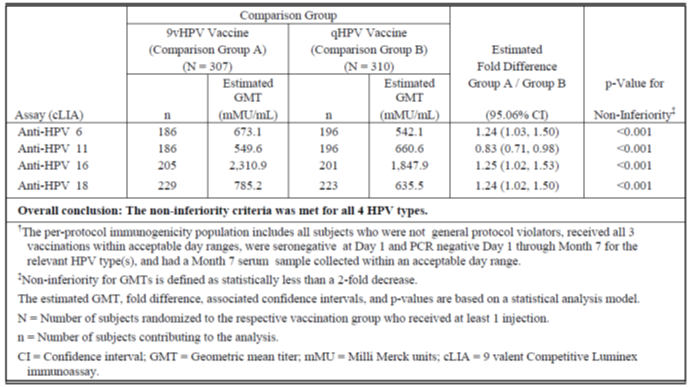 Comparison Group
9vHPV Vaccine qHPV Vaccine
(Comparison Group A) (Comparison Group B) Estimated
(N = 307) (N = 310) Fold Difference
Estimated Estimated Group A / Group B p-Value for
GMT GMT
Assay (cLIA) n (mMU/mL) n (mMU/mL) (95.06% CI) Non-Inferiority‡
Anti-HPV 6 186 673.1 196 542.1 1.24 (1.03, 1.50) <0.001
Anti-HPV 11 186 549.6 196 660.6 0.83 (0.71, 0.98) <0.001
Anti-HPV 16 205 2,310.9 201 1,847.9 1.25 (1.02, 1.53) <0.001
Anti-HPV 18 229 785.2 223 635.5 1.24 (1.02, 1.50) <0.001
Overall conclusion: The non-inferiority criteria was met for all 4 HPV types.
†The per-protocol immunogenicity population includes all subjects who were not general protocol violators, received all 3
vaccinations within acceptable day ranges, were seronegative at Day 1 and PCR negative Day 1 through Month 7 for the
relevant HPV type(s), and had a Month 7 serum sample collected within an acceptable day range.
‡Non-inferiority for GMTs is defined as statistically less than a 2-fold decrease.
The estimated GMT, fold difference, associated confidence intervals, and p-values are based on a statistical analysis model.
N = Number of subjects randomized to the respective vaccination group who received at least 1 injection.
n = Number of subjects contributing to the analysis.
CI = Confidence interval; GMT = Geometric mean titer; mMU = Milli Merck units; cLIA = 9 valent Competitive Luminex
immunoassay.